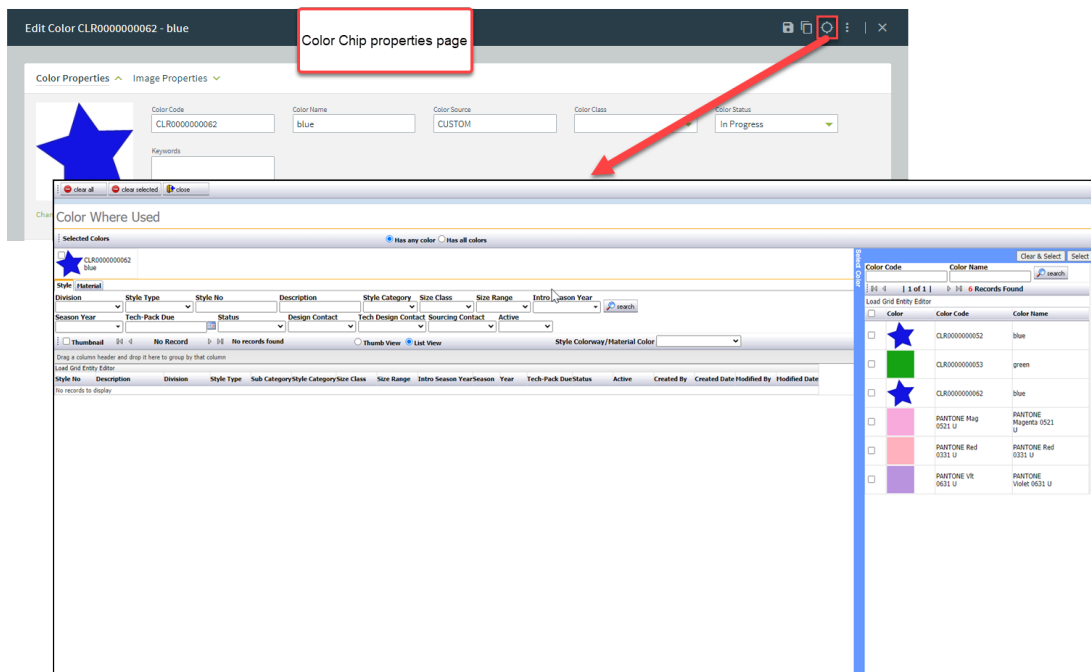 Edit Color CLR0000000062 - blue
Color Chip properties page
Color Properties Image Properties
Color Code Color Name Color Source Color Class Color Status
CLR0000000062 blue CUSTOM In Progress
Keywords
Chan
clear all clear selected close
Color Where Used
Selected Colors Has any color Has all colors
CLR0000000062
blue
Style Material
Division Style Type Style No Description Style Category Size Class Size Range Intro Season Year
search
Season Year Tech-Pack Due Status Design Contact Tech Design Contact Sourcing Contact Active
Thumbnail No Record No records found Thumb View List View Style Colorway/Material Color
Drag a column header and drop it here to group by that column
Load Grid Entity Editor
Style No Description Division Style Type Sub Category Style Category Size Class Size Range Intro Season Year Season Year Tech-Pack Due Status Active Created By Created Date Modified By Modified Date
No records to display
Select Color
Clear & Select Select
Color Code Color Name
search
| 1 of 1 | 6 Records Found
Load Grid Entity Editor
Color Color Code Color Name
CLR0000000052 blue
CLR0000000053 green
CLR0000000062 blue
PANTONE Mag PANTONE
0521 U Magenta 0521
U
PANTONE Red PANTONE Red
0331 U 0331 U
PANTONE Vlt PANTONE
0631 U Violet 0631 U